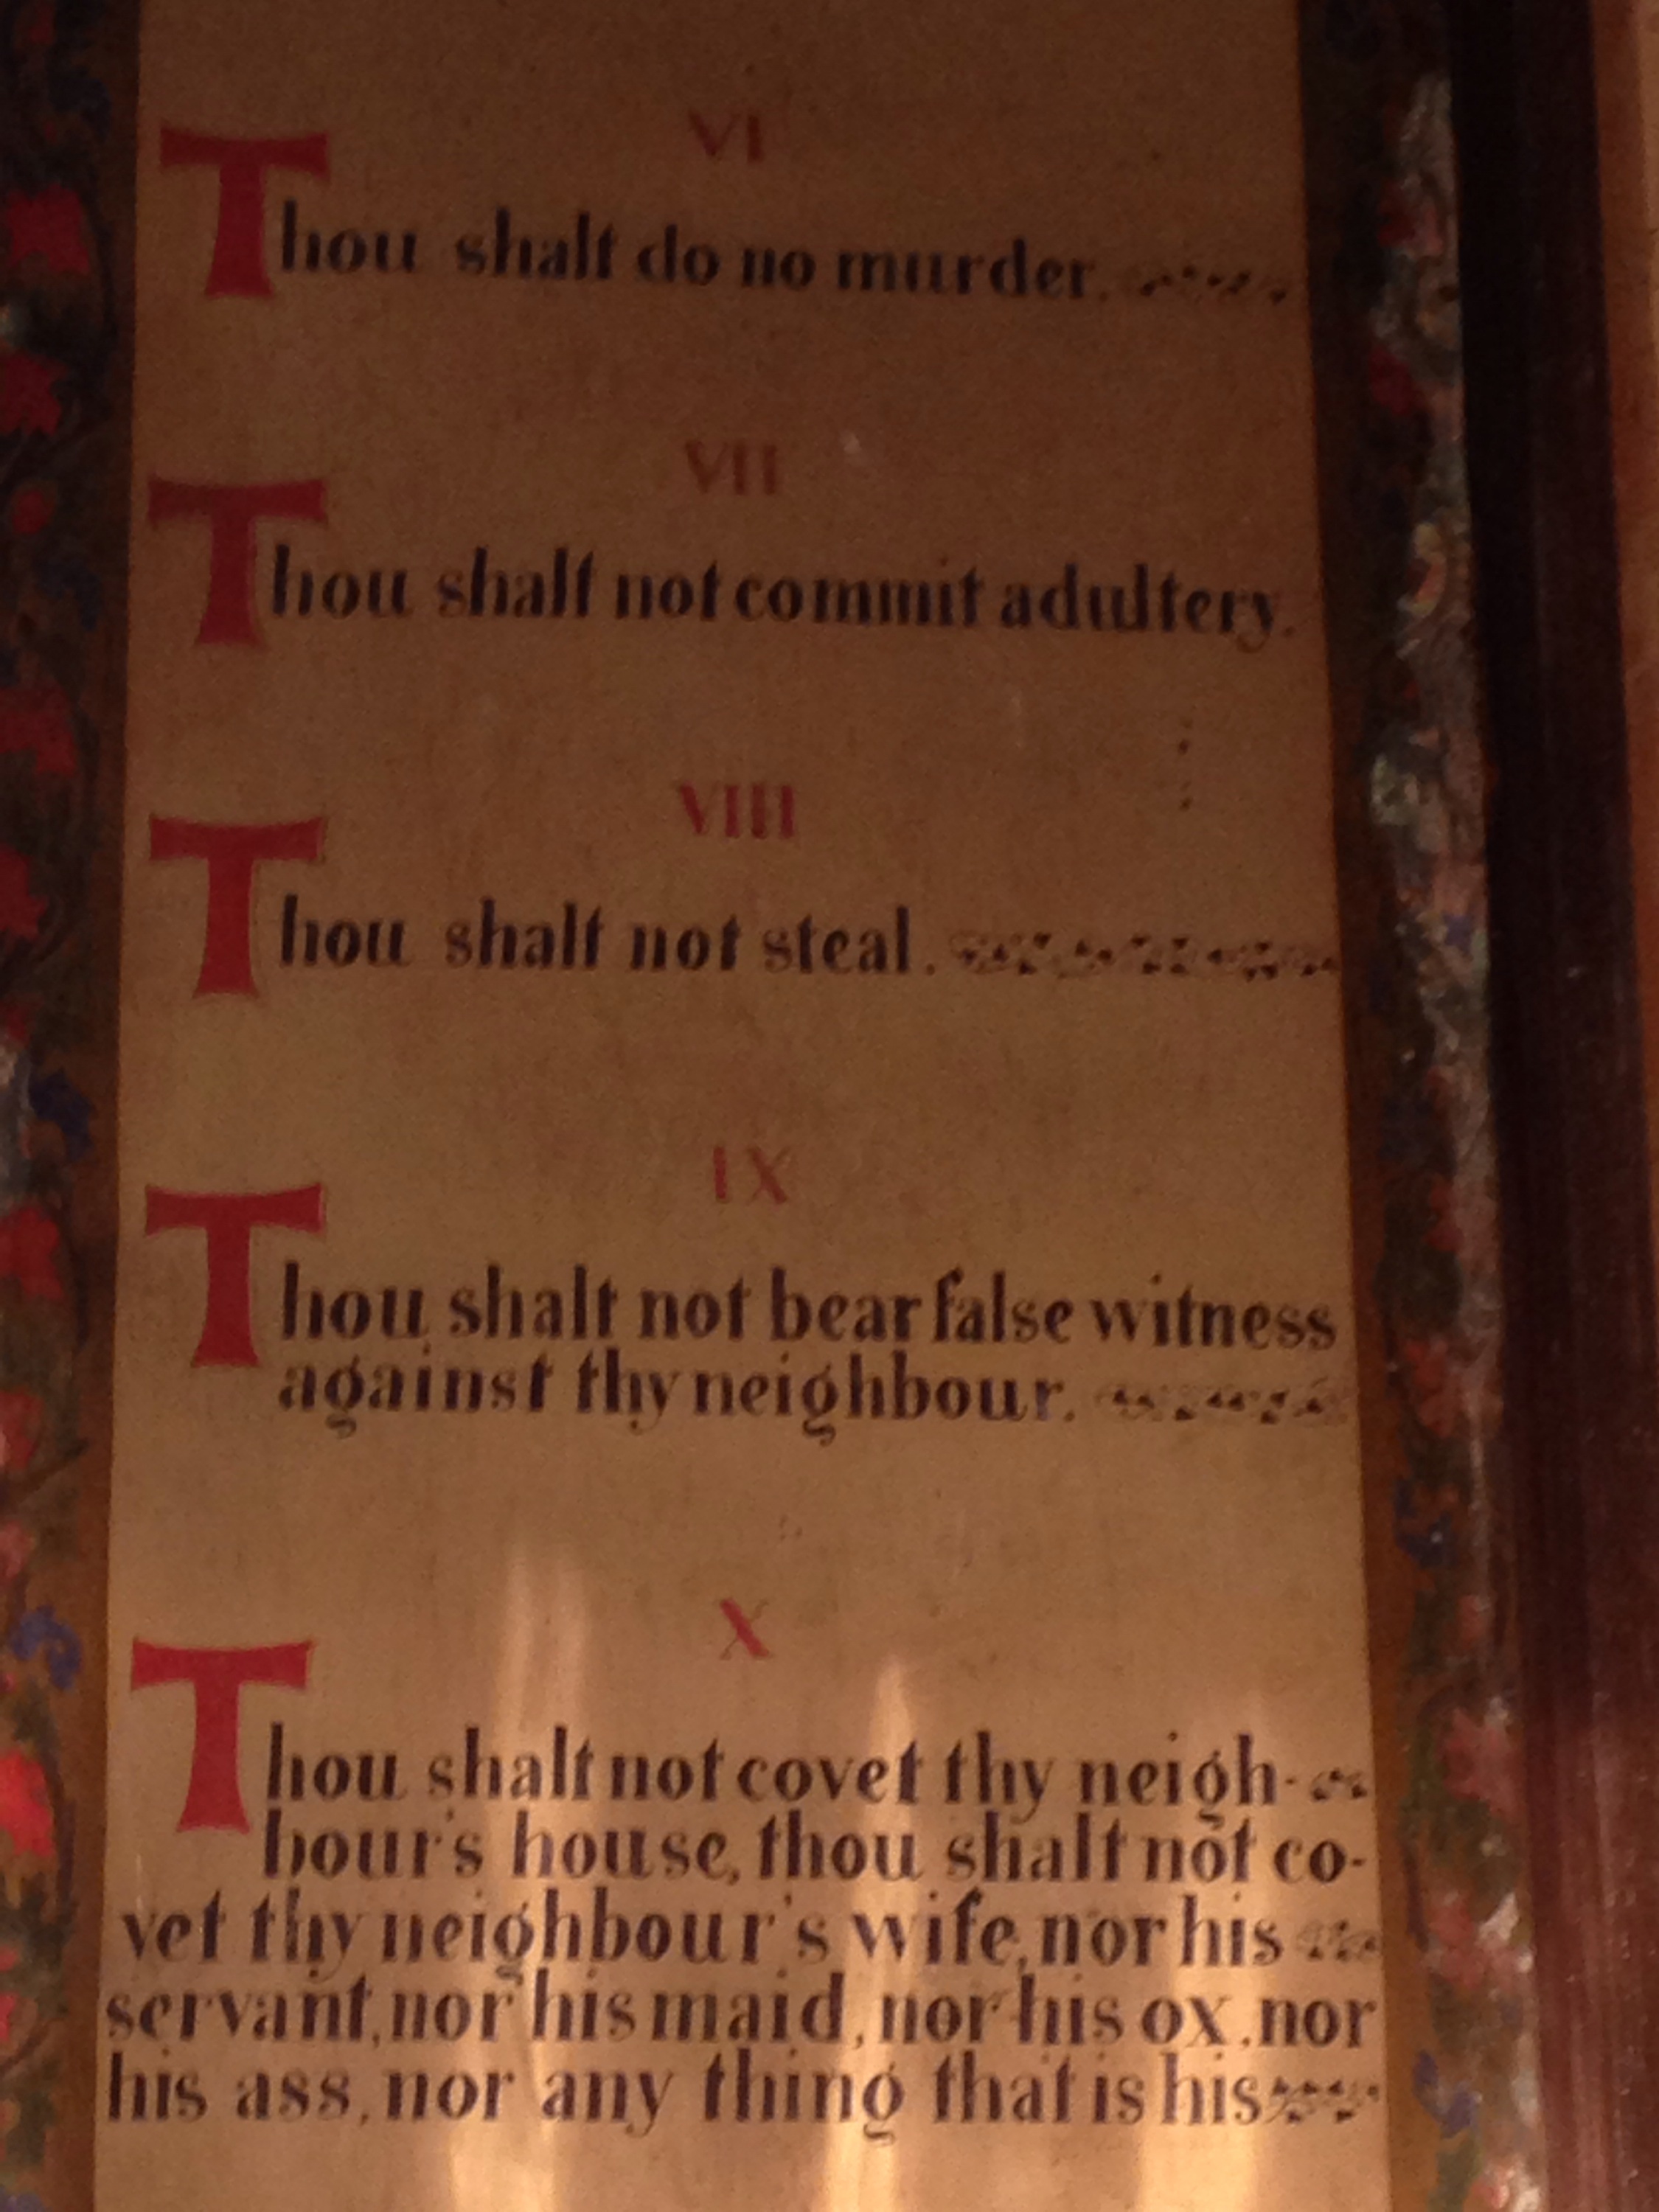 VI
Thou shalt do no murder.
VII
Thou shalt not commit adultery.
VIII
Thou shalt not steal.
IX
Thou shalt not bear false witness
against thy neighbour.
X
Thou shalt not covet thy neigh-
bour's house, thou shalt not co-
vet thy neighbour's wife, nor his
servant, nor his maid, nor his ox, nor
his ass, nor any thing that is his